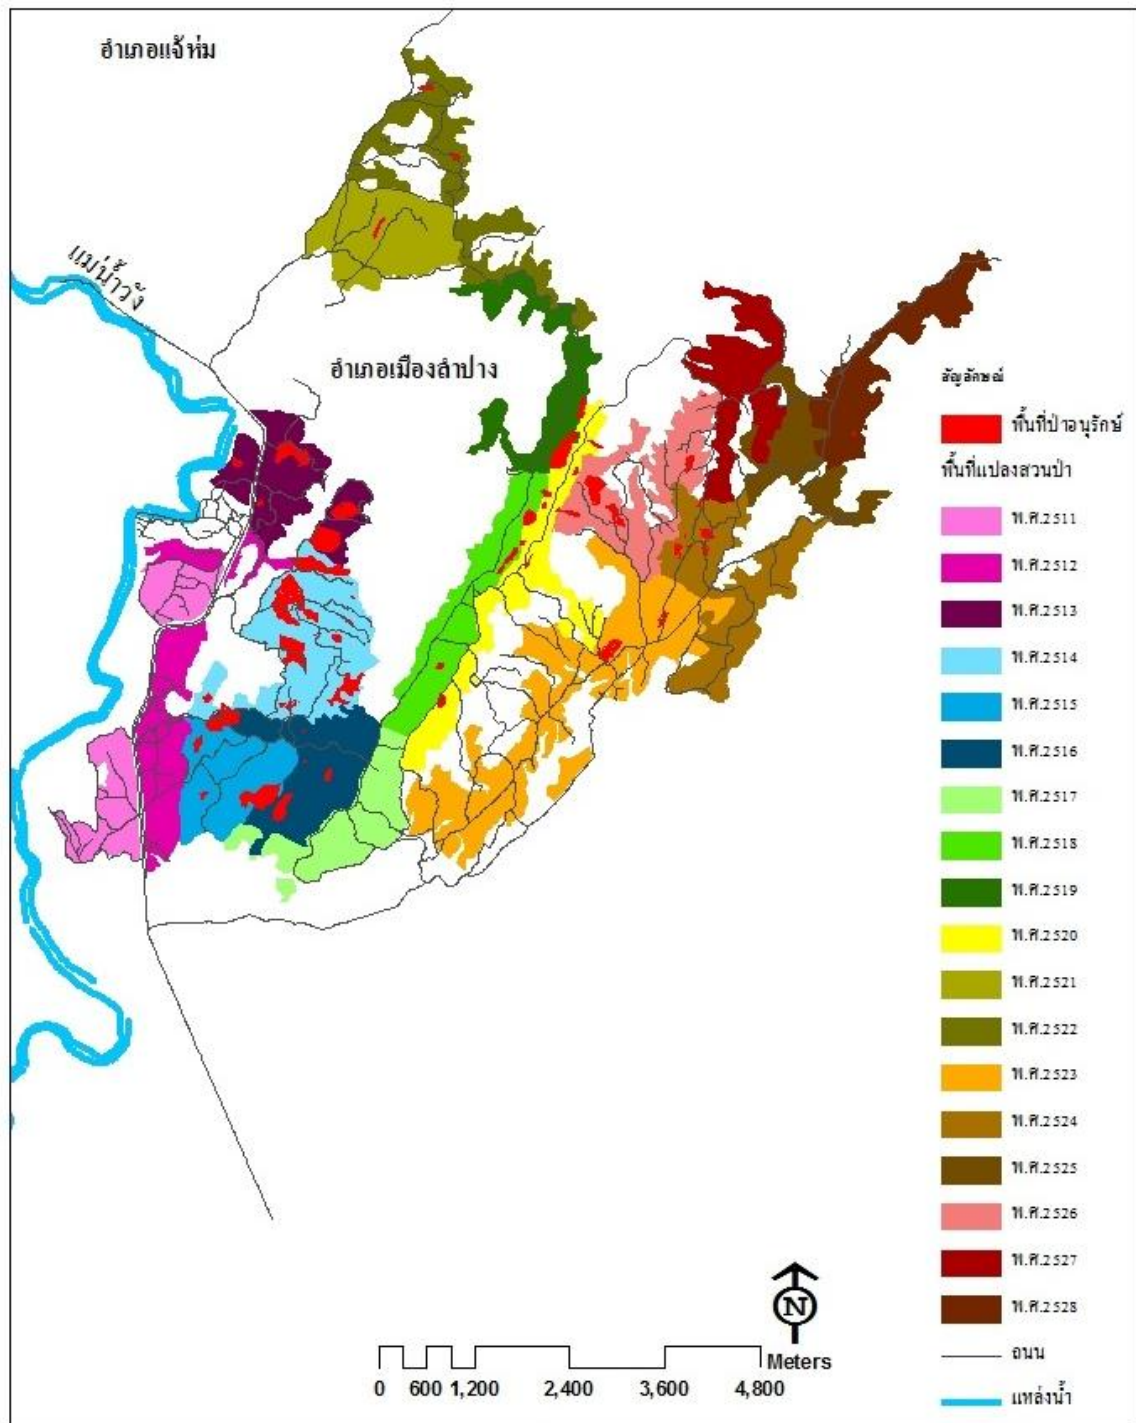 อำเภอแจ้ห่ม
แม่น้ำวัง
อำเภอเมืองลำปาง
สัญลักษณ์
พื้นที่ป่าอนุรักษ์
พื้นที่แปลงสวนป่า
พ.ศ.2511
พ.ศ.2512
พ.ศ.2513
พ.ศ.2514
พ.ศ.2515
พ.ศ.2516
พ.ศ.2517
พ.ศ.2518
พ.ศ.2519
พ.ศ.2520
พ.ศ.2521
พ.ศ.2522
พ.ศ.2523
พ.ศ.2524
พ.ศ.2525
พ.ศ.2526
พ.ศ.2527
พ.ศ.2528
ถนน
แหล่งน้ำ
N
Meters
0 600 1,200 2,400 3,600 4,800